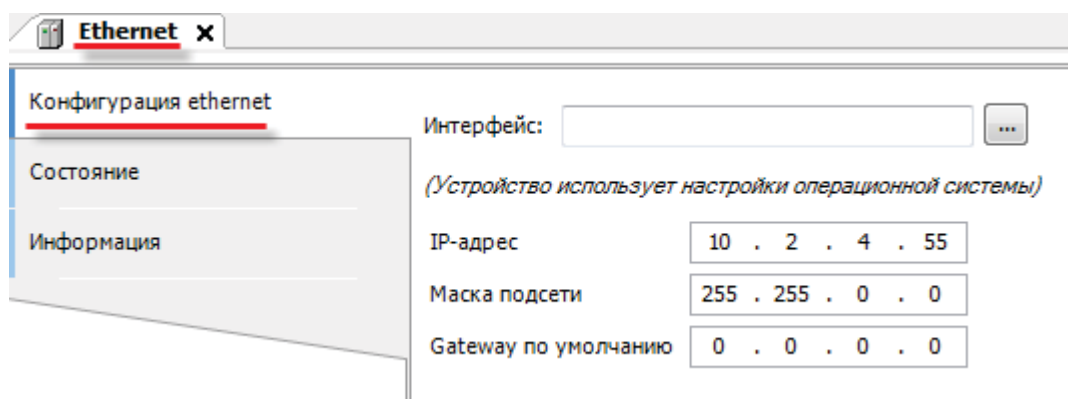 Ethernet
Конфигурация ethernet
Состояние
Информация
Интерфейс: ...
(Устройство использует настройки операционной системы)
IP-адрес 10 . 2 . 4 . 55
Маска подсети 255 . 255 . 0 . 0
Gateway по умолчанию 0 . 0 . 0 . 0